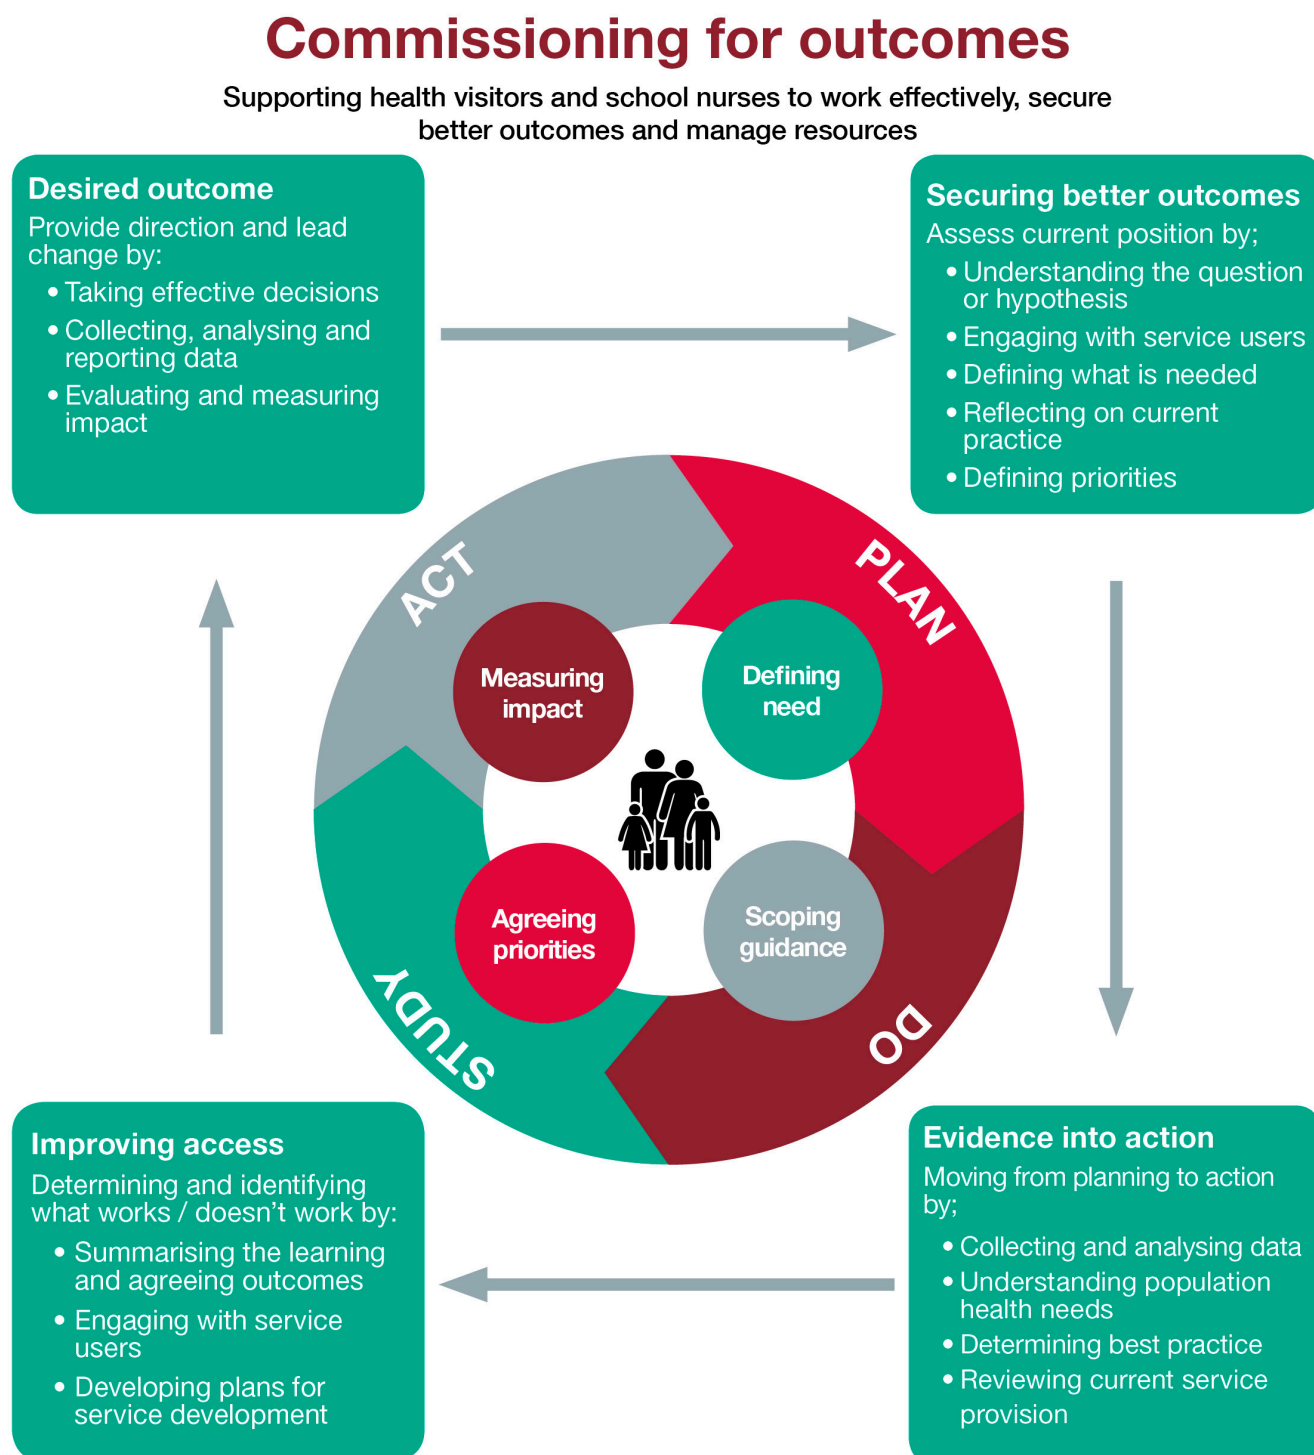 Commissioning for outcomes
Supporting health visitors and school nurses to work effectively, secure
better outcomes and manage resources
Desired outcome
Provide direction and lead
change by:
• Taking effective decisions
• Collecting, analysing and
reporting data
• Evaluating and measuring
impact
Securing better outcomes
Assess current position by;
• Understanding the question
or hypothesis
• Engaging with service users
• Defining what is needed
• Reflecting on current
practice
• Defining priorities
ACT
PLAN
Measuring
impact
Defining
need
Agreeing
priorities
Scoping
guidance
STUDY
DO
Improving access
Determining and identifying
what works / doesn’t work by:
• Summarising the learning
and agreeing outcomes
• Engaging with service
users
• Developing plans for
service development
Evidence into action
Moving from planning to action
by;
• Collecting and analysing data
• Understanding population
health needs
• Determining best practice
• Reviewing current service
provision